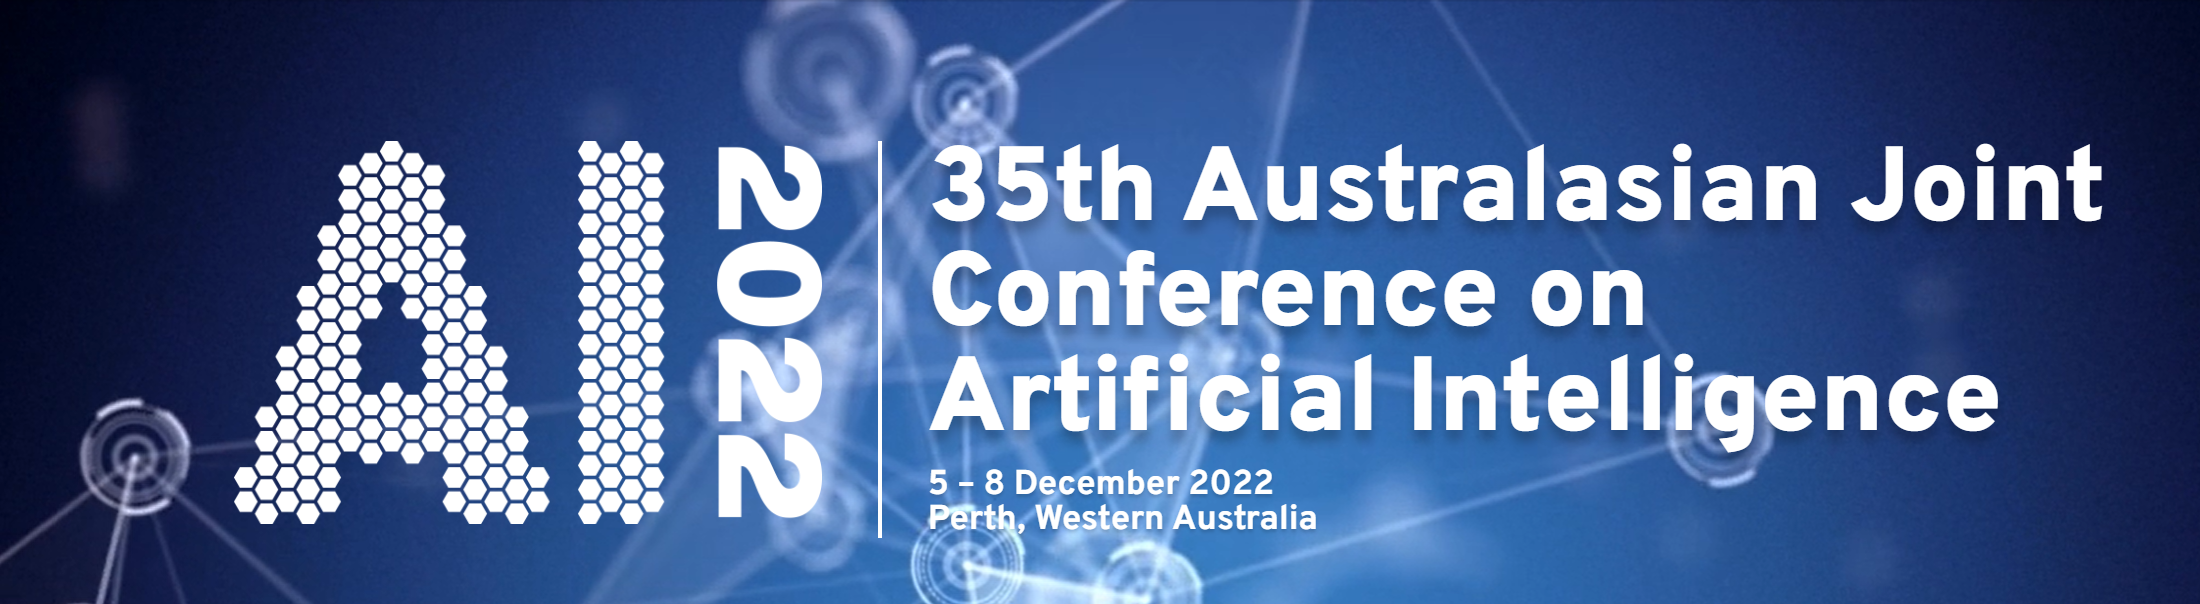 AI
2022
35th Australasian Joint
Conference on
Artificial Intelligence
5 – 8 December 2022
Perth, Western Australia